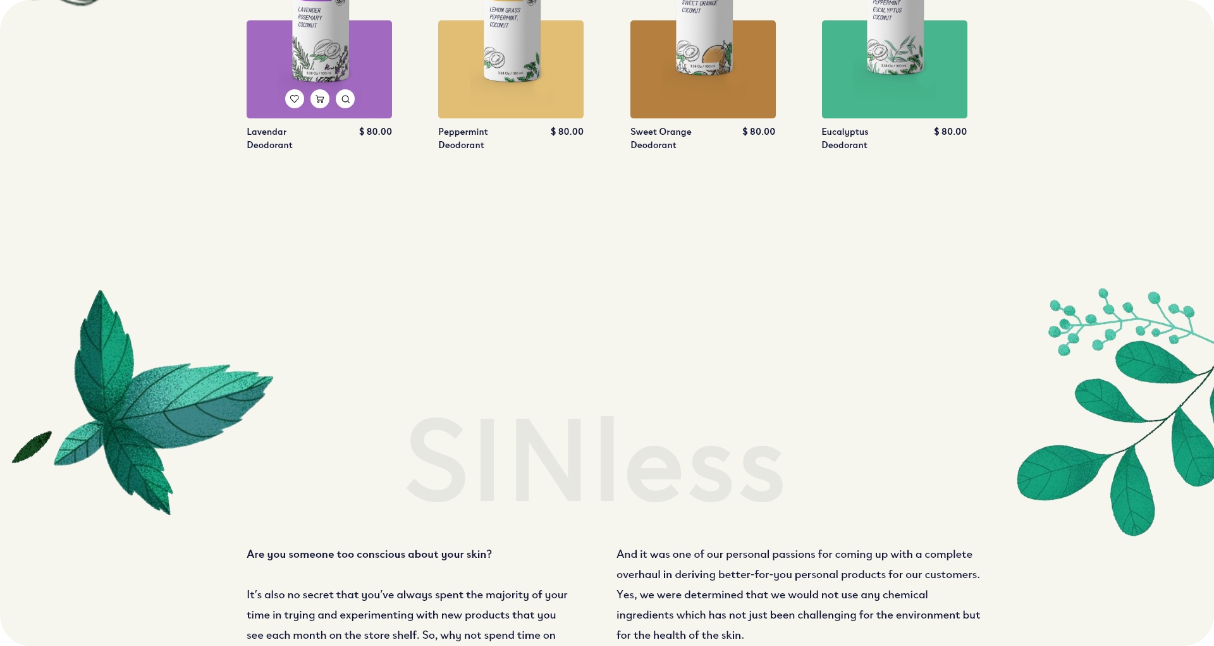 LAVENDER
ROSEMARY
COCONUT
LEMON GRASS
PEPPERMINT,
COCONUT
SWEET ORANGE
COCONUT
PEPPERMINT
EUCALYPTUS
COCONUT
Lavendar $ 80.00
Deodorant
Peppermint $ 80.00
Deodorant
Sweet Orange $ 80.00
Deodorant
Eucalyptus $ 80.00
Deodorant
SINless
Are you someone too conscious about your skin?
It's also no secret that you've always spent the majority of your
time in trying and experimenting with new products that you
see each month on the store shelf. So, why not spend time on
And it was one of our personal passions for coming up with a complete
overhaul in deriving better-for-you personal products for our customers.
Yes, we were determined that we would not use any chemical
ingredients which has not just been challenging for the environment but
for the health of the skin.